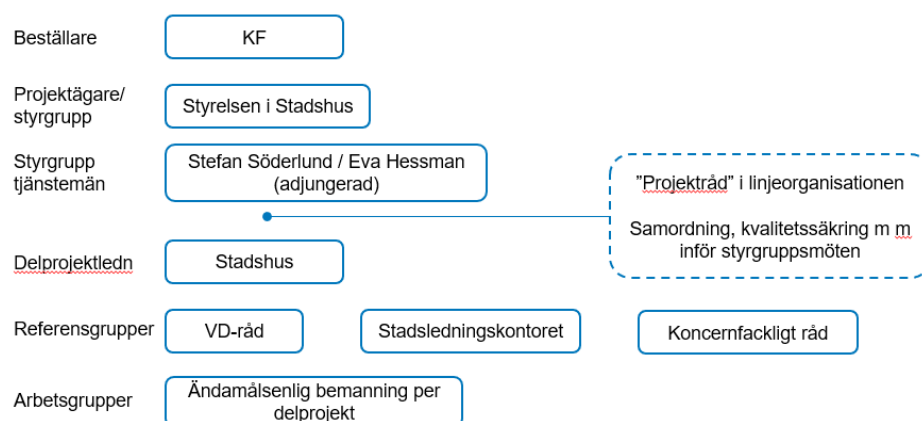 Beställare
KF
Projektägare/
styrgrupp
Styrelsen i Stadshus
Styrgrupp
tjänstemän
Stefan Söderlund / Eva Hessman
(adjungerad)
"Projektråd" i linjeorganisationen
Samordning, kvalitetssäkring m m
inför styrgruppsmöten
Delprojektledn
Stadshus
Referensgrupper
VD-råd
Stadsledningskontoret
Koncernfackligt råd
Arbetsgrupper
Ändamålsenlig bemanning per
delprojekt